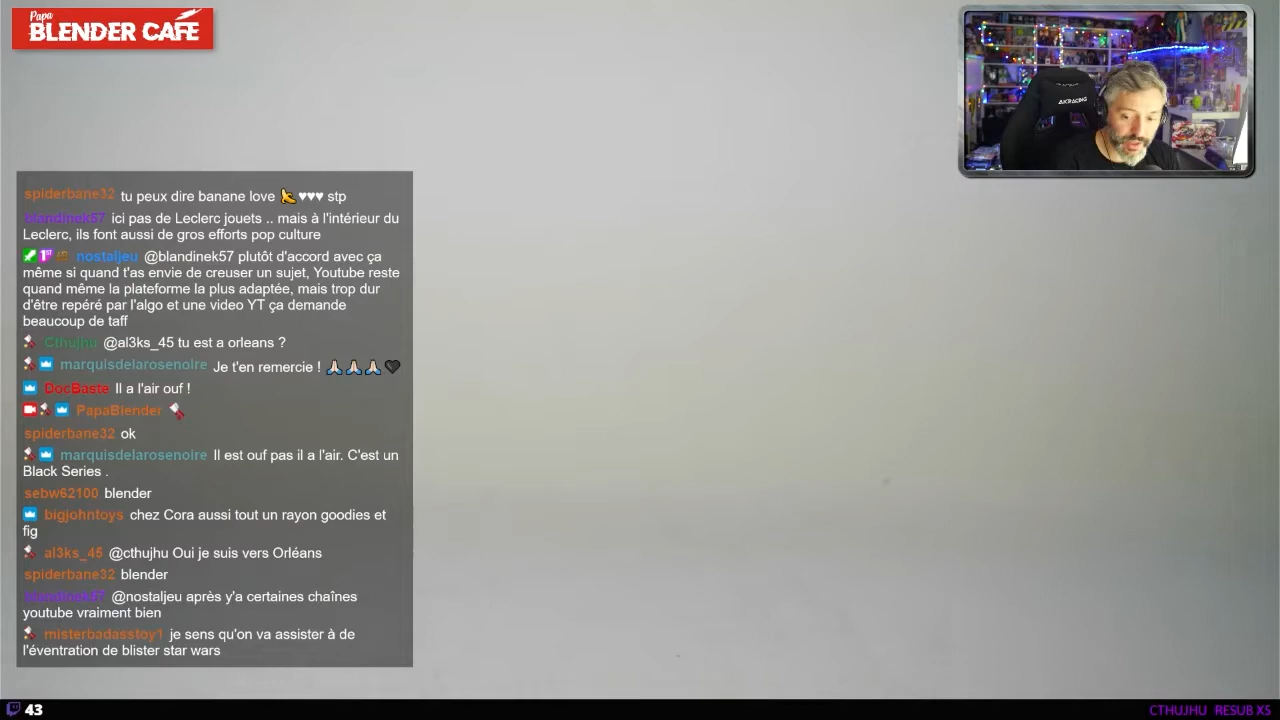 Papa
BLENDER CAFÉ
AKRACING
spiderbane32 tu peux dire banane love 🍌♥♥♥ stp
blandinek57 ici pas de Leclerc jouets .. mais à l'intérieur du
Leclerc, ils font aussi de gros efforts pop culture
1ST nostaljeu @blandinek57 plutôt d'accord avec ça
même si quand t'as envie de creuser un sujet, Youtube reste
quand même la plateforme la plus adaptée, mais trop dur
d'être repéré par l'algo et une video YT ça demande
beaucoup de taff
Cthujhu @al3ks_45 tu est a orleans ?
marquisdelarosenoire Je t'en remercie ! 🙏🏻🙏🏻🙏🏻🖤
DocBaste Il a l'air ouf !
PapaBlender
spiderbane32 ok
marquisdelarosenoire Il est ouf pas il a l'air. C'est un
Black Series .
sebw62100 blender
bigjohntoys chez Cora aussi tout un rayon goodies et
fig
al3ks_45 @cthujhu Oui je suis vers Orléans
spiderbane32 blender
blandinek57 @nostaljeu après y'a certaines chaînes
youtube vraiment bien
misterbadasstoy1 je sens qu'on va assister à de
l'éventration de blister star wars
43
CTHUJHU RESUB X5